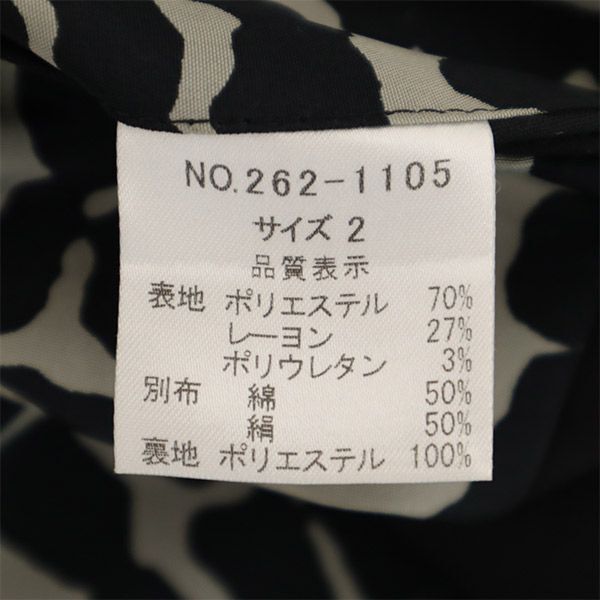 NO.262-1105
サイズ 2
品質表示
表地 ポリエステル 70%
レーヨン 27%
ポリウレタン 3%
別布 綿 50%
絹 50%
裏地 ポリエステル 100%